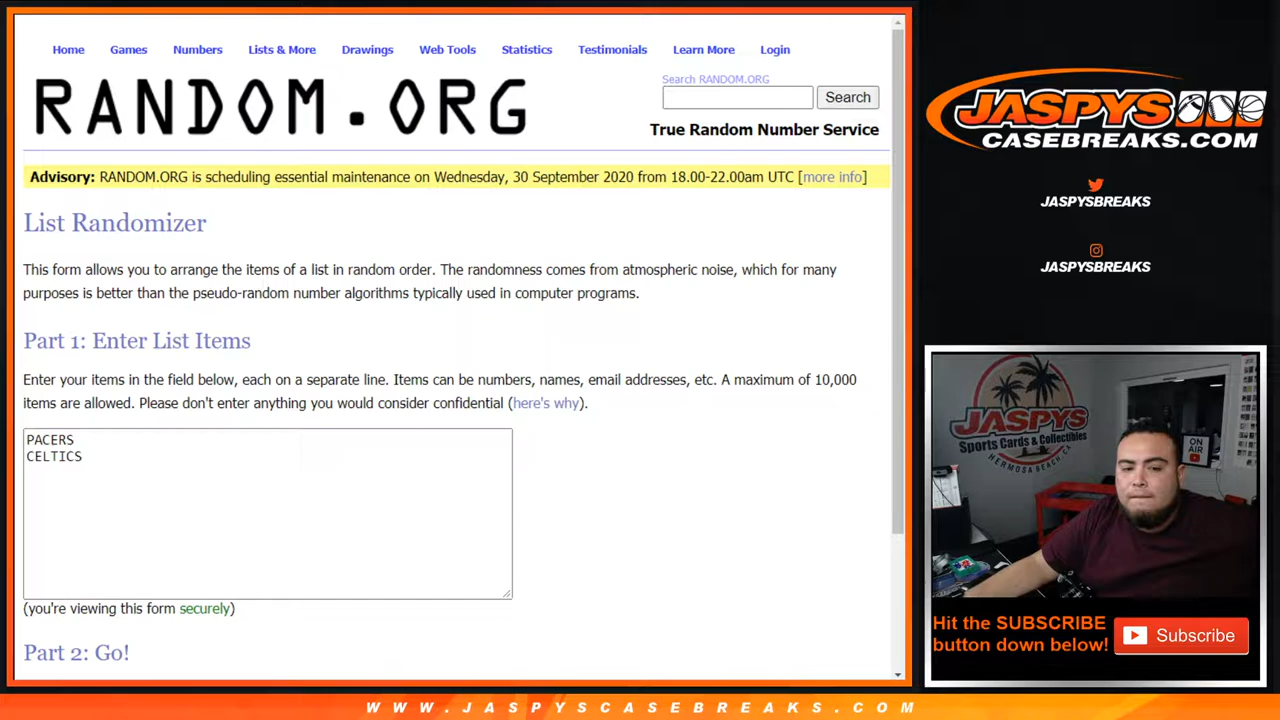 Home Games Numbers Lists & More Drawings Web Tools Statistics Testimonials Learn More Login
RANDOM.ORG
Search RANDOM.ORG
Search
True Random Number Service
Advisory: RANDOM.ORG is scheduling essential maintenance on Wednesday, 30 September 2020 from 18.00-22.00am UTC [more info]
List Randomizer
This form allows you to arrange the items of a list in random order. The randomness comes from atmospheric noise, which for many
purposes is better than the pseudo-random number algorithms typically used in computer programs.
Part 1: Enter List Items
Enter your items in the field below, each on a separate line. Items can be numbers, names, email addresses, etc. A maximum of 10,000
items are allowed. Please don't enter anything you would consider confidential (here's why).
PACERS
CELTICS
(you're viewing this form securely)
Part 2: Go!
JASPYS
CASEBREAKS.COM
JASPYSBREAKS
JASPYSBREAKS
JASPYS
Sports Cards & Collectibles
HERMOSA BEACH, CA
ON AIR
Hit the SUBSCRIBE
button down below!
Subscribe
WWW.JASPYSCASEBREAKS.COM